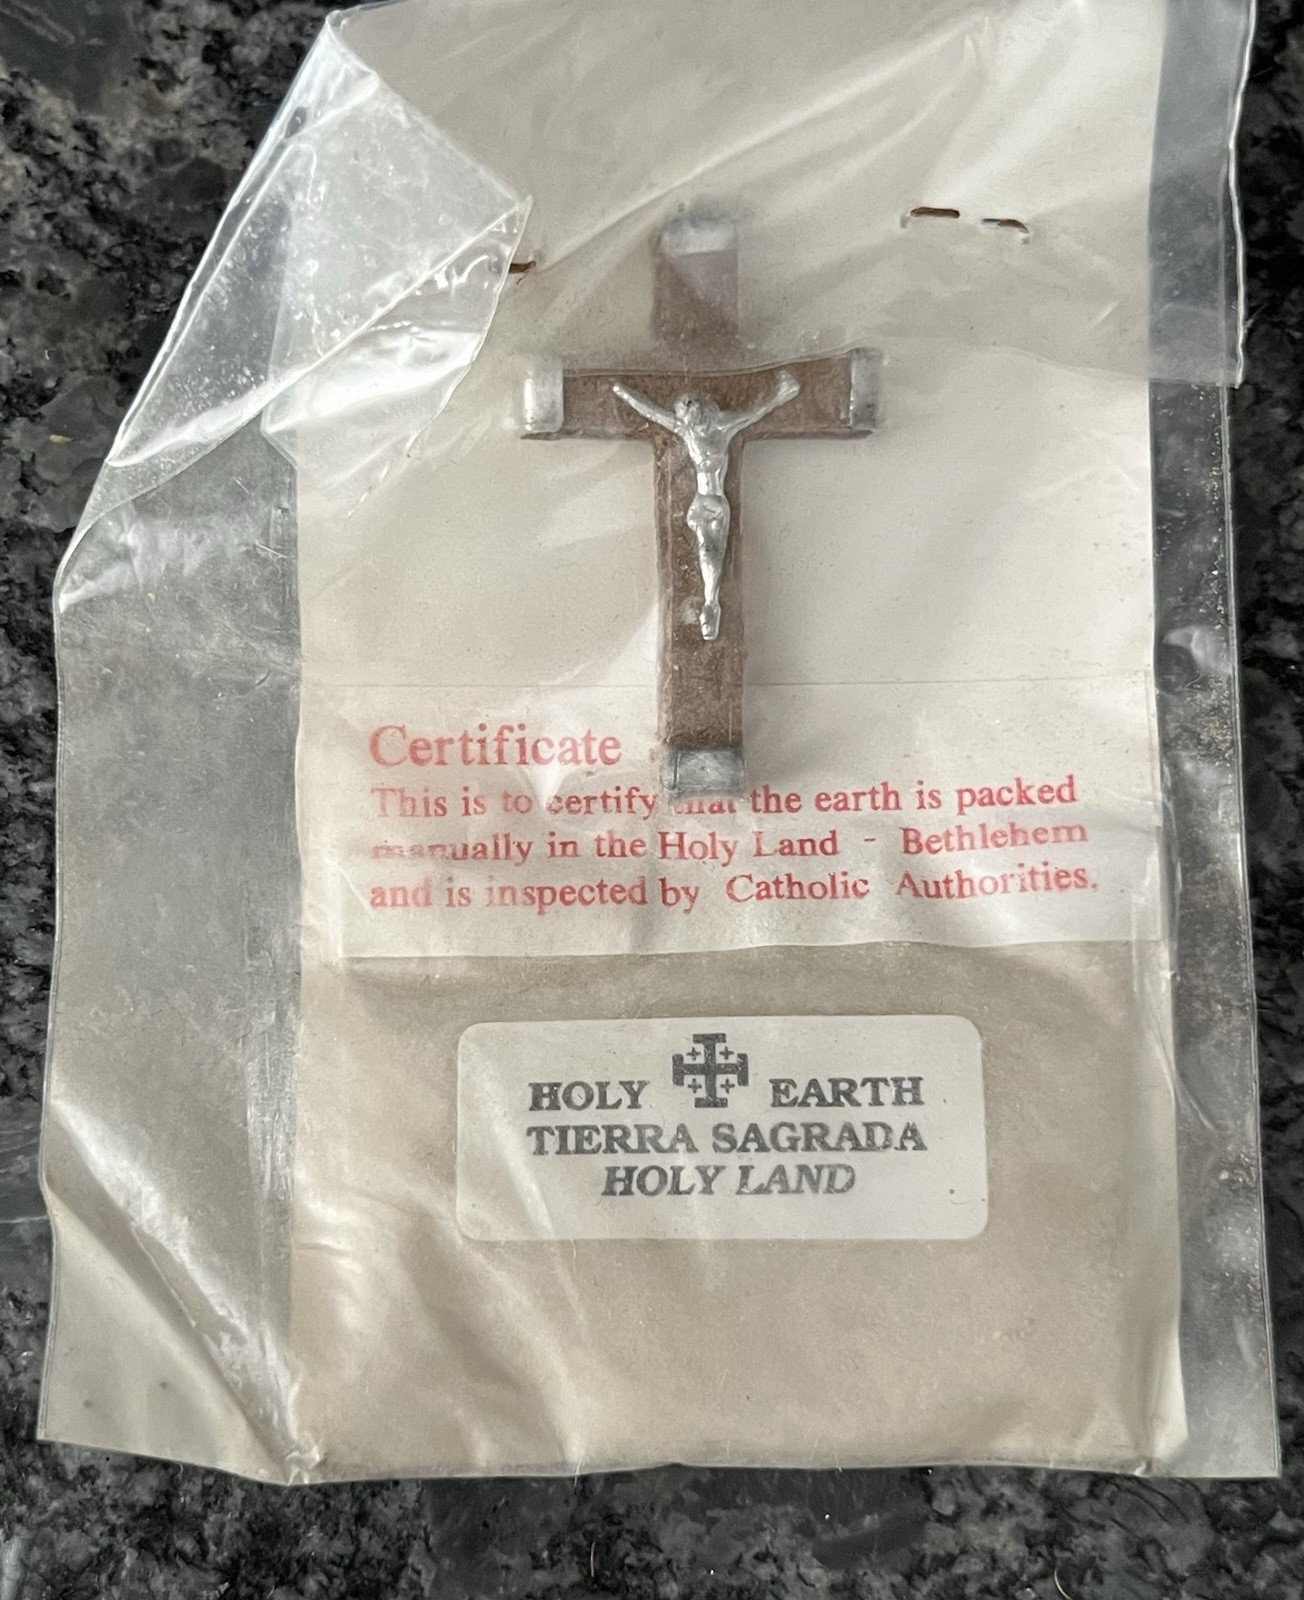 Certificate
This is to certify that the earth is packed
manually in the Holy Land - Bethlehem
and is inspected by Catholic Authorities.
HOLY EARTH
TIERRA SAGRADA
HOLY LAND